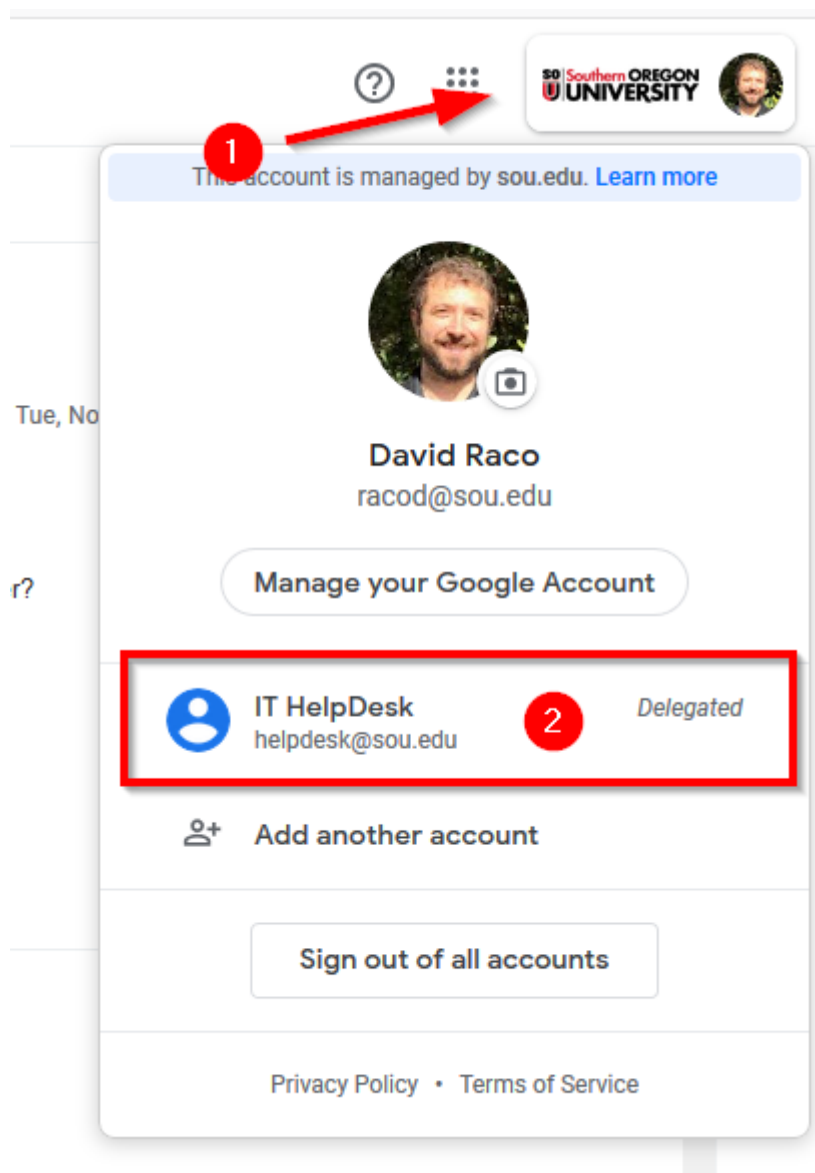 SO Southern OREGON
U UNIVERSITY
1
This account is managed by sou.edu. Learn more
Tue, No
David Raco
racod@sou.edu
r?
Manage your Google Account
IT HelpDesk
2
Delegated
helpdesk@sou.edu
Add another account
Sign out of all accounts
Privacy Policy • Terms of Service